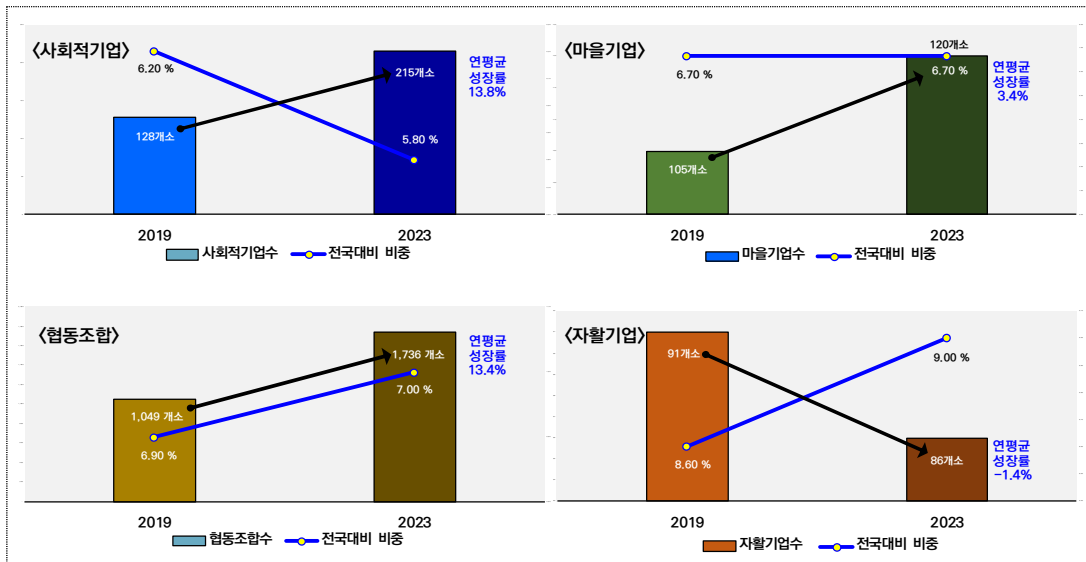 〈사회적기업〉
6.20 %
128개소
215개소
5.80 %
연평균
성장률
13.8%
2019
2023
사회적기업수
전국대비 비중
〈마을기업〉
6.70 %
105개소
120개소
6.70 %
연평균
성장률
3.4%
2019
2023
마을기업수
전국대비 비중
〈협동조합〉
1,049 개소
6.90 %
1,736 개소
7.00 %
연평균
성장률
13.4%
2019
2023
협동조합수
전국대비 비중
〈자활기업〉
91개소
8.60 %
9.00 %
86개소
연평균
성장률
-1.4%
2019
2023
자활기업수
전국대비 비중